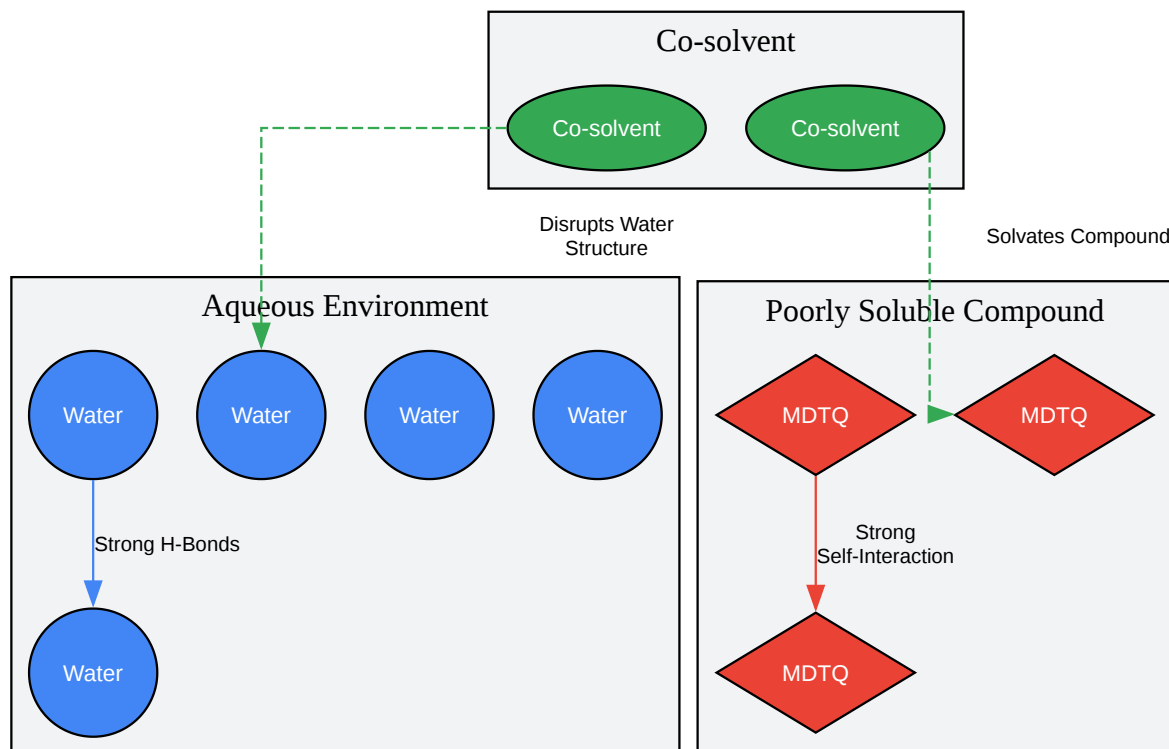 Co-solvent
Co-solvent
Co-solvent
Disrupts Water
Structure
Solvates Compound
Aqueous Environment
Water
Water
Water
Water
Strong H-Bonds
Water
Poorly Soluble Compound
MDTQ
MDTQ
Strong
Self-Interaction
MDTQ